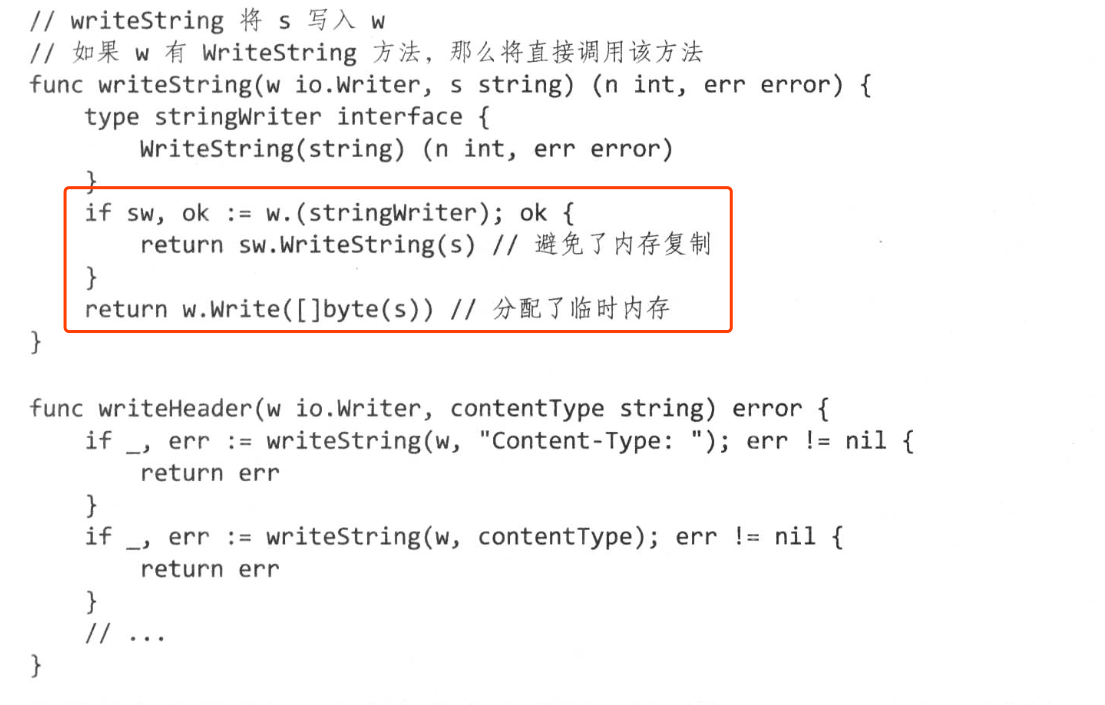 // writeString 将 s 写入 w
// 如果 w 有 WriteString 方法，那么将直接调用该方法
func writeString(w io.Writer, s string) (n int, err error) {
    type stringWriter interface {
        WriteString(string) (n int, err error)
    }
    if sw, ok := w.(stringWriter); ok {
        return sw.WriteString(s) // 避免了内存复制
    }
    return w.Write([]byte(s)) // 分配了临时内存
}

func writeHeader(w io.Writer, contentType string) error {
    if _, err := writeString(w, "Content-Type: "); err != nil {
        return err
    }
    if _, err := writeString(w, contentType); err != nil {
        return err
    }
    // ...
}